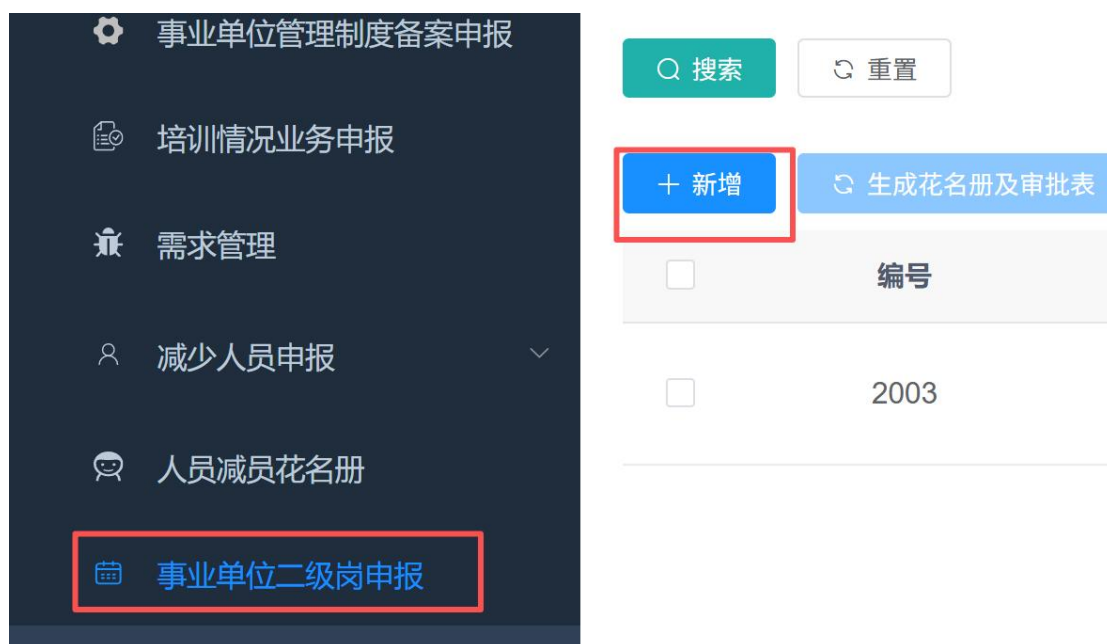 事业单位管理制度备案申报
培训情况业务申报
需求管理
减少人员申报
人员减员花名册
事业单位二级岗申报
搜索
重置
新增
生成花名册及审批表
编号
2003